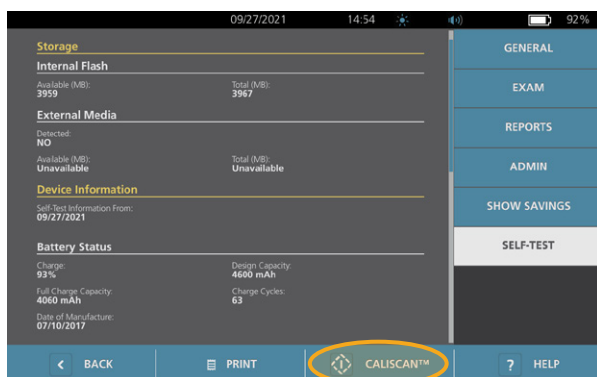 09/27/2021 14:54 92%
Storage
Internal Flash
Available (MB): Total (MB):
3959 3967
External Media
Detected:
NO
Available (MB): Total (MB):
Unavailable Unavailable
Device Information
Self-Test Information From:
09/27/2021
Battery Status
Charge: Design Capacity:
93% 4600 mAh
Full Charge Capacity: Charge Cycles:
4060 mAh 63
Date of Manufacture:
07/10/2017
GENERAL
EXAM
REPORTS
ADMIN
SHOW SAVINGS
SELF-TEST
BACK PRINT CALISCAN™ ? HELP